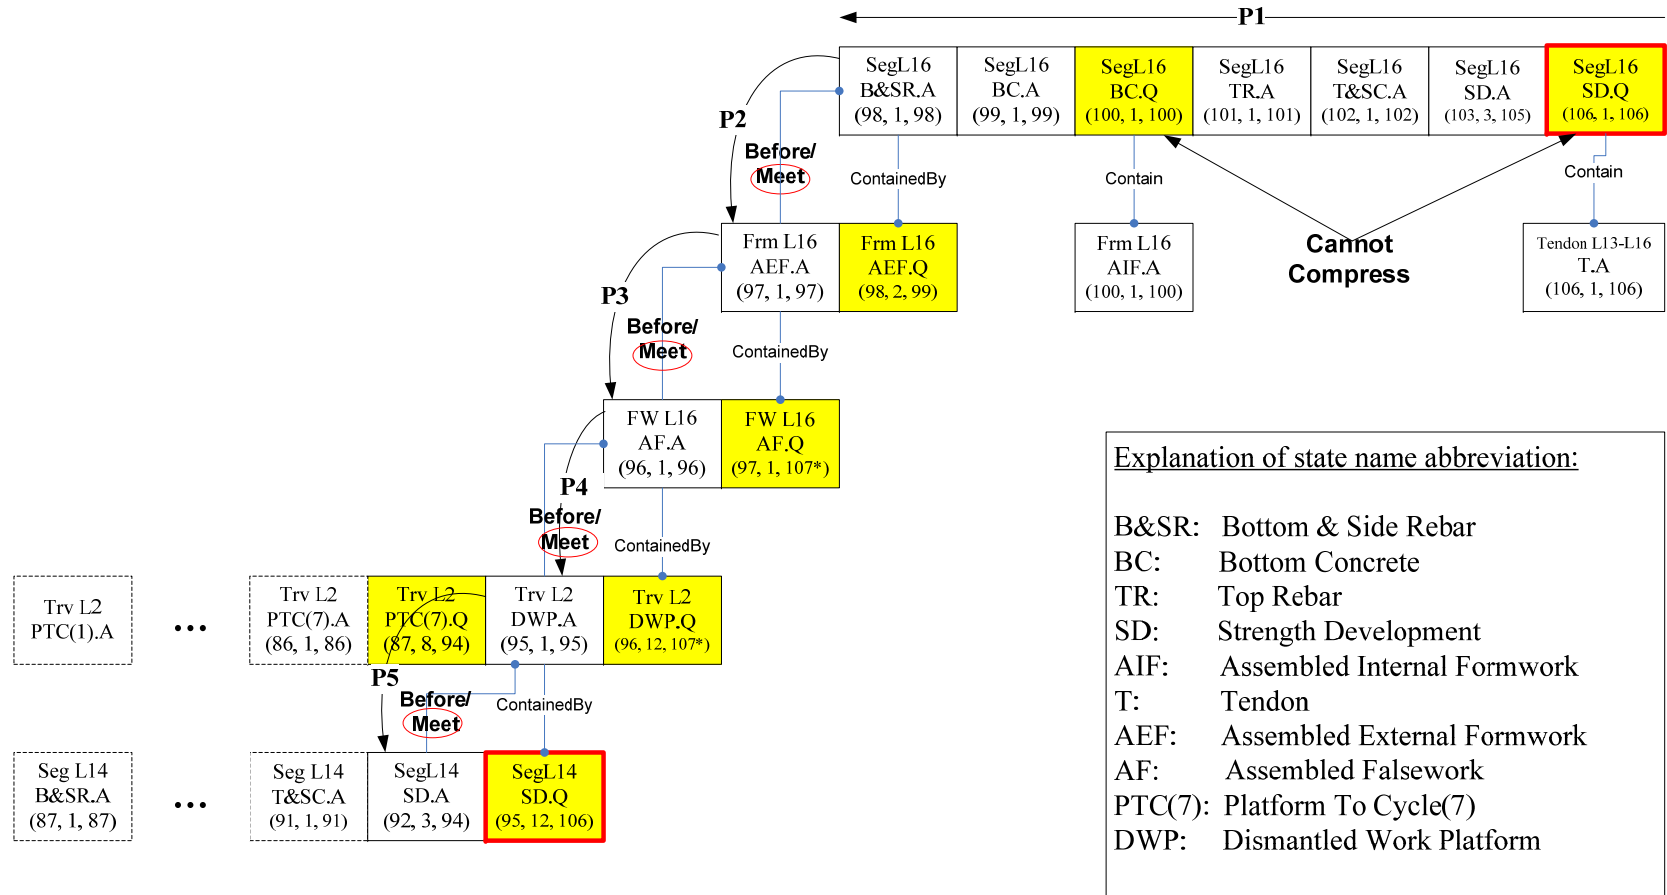 P1
SegL16
B&SR.A
(98, 1, 98)
SegL16
BC.A
(99, 1, 99)
SegL16
BC.Q
(100, 1, 100)
SegL16
TR.A
(101, 1, 101)
SegL16
T&SC.A
(102, 1, 102)
SegL16
SD.A
(103, 3, 105)
SegL16
SD.Q
(106, 1, 106)
P2
Before/
Meet
ContainedBy
Contain
Contain
Frm L16
AEF.A
(97, 1, 97)
Frm L16
AEF.Q
(98, 2, 99)
Frm L16
AIF.A
(100, 1, 100)
Cannot
Compress
Tendon L13-L16
T.A
(106, 1, 106)
P3
Before/
Meet
ContainedBy
FW L16
AF.A
(96, 1, 96)
FW L16
AF.Q
(97, 1, 107*)
P4
Before/
Meet
ContainedBy
Trv L2
PTC(1).A
...
Trv L2
PTC(7).A
(86, 1, 86)
Trv L2
PTC(7).Q
(87, 8, 94)
Trv L2
DWP.A
(95, 1, 95)
Trv L2
DWP.Q
(96, 12, 107*)
P5
Before/
Meet
ContainedBy
Seg L14
B&SR.A
(87, 1, 87)
...
Seg L14
T&SC.A
(91, 1, 91)
SegL14
SD.A
(92, 3, 94)
SegL14
SD.Q
(95, 12, 106)
Explanation of state name abbreviation:
B&SR: Bottom & Side Rebar
BC: Bottom Concrete
TR: Top Rebar
SD: Strength Development
AIF: Assembled Internal Formwork
T: Tendon
AEF: Assembled External Formwork
AF: Assembled Falsework
PTC(7): Platform To Cycle(7)
DWP: Dismantled Work Platform